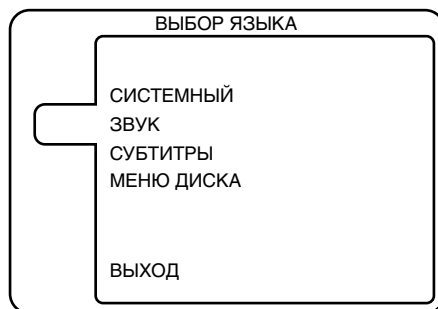 ВЫБОР ЯЗЫКА
СИСТЕМНЫЙ
ЗВУК
СУБТИТРЫ
МЕНЮ ДИСКА
ВЫХОД